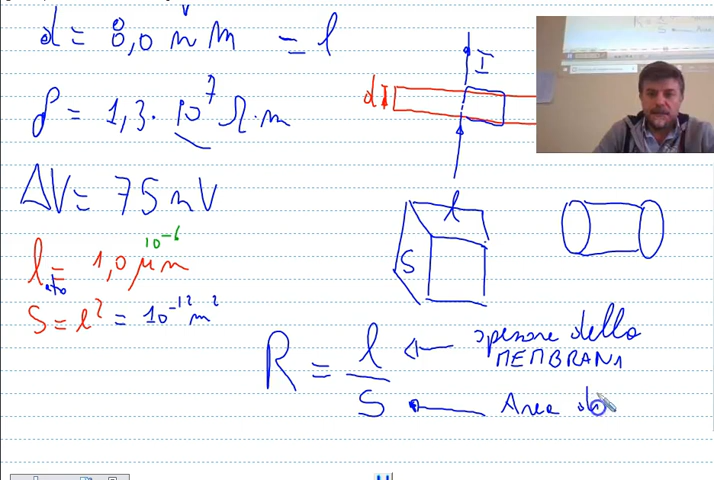 d = 8,0 n m = l
I
d
ρ = 1,3 · 10⁷ Ω · m
ΔV = 75 mV
l
10⁻⁶
l lato = 1,0 μm
S
S = l² = 10⁻¹² m²
R = l / S
← spessore della
MEMBRANA
← Area